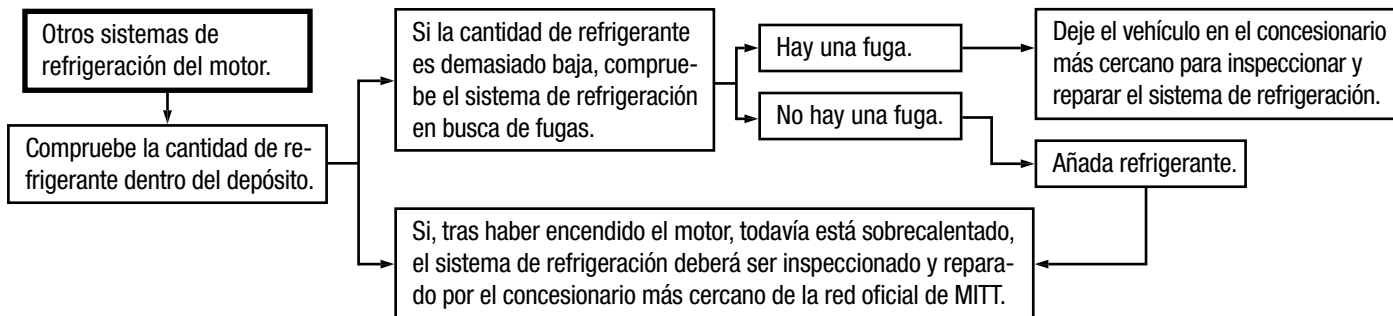 Otros sistemas de
refrigeración del motor.
Compruebe la cantidad de re-
frigerante dentro del depósito.
Si la cantidad de refrigerante
es demasiado baja, comprue-
be el sistema de refrigeración
en busca de fugas.
Hay una fuga.
No hay una fuga.
Deje el vehículo en el concesionario
más cercano para inspeccionar y
reparar el sistema de refrigeración.
Añada refrigerante.
Si, tras haber encendido el motor, todavía está sobrecalentado,
el sistema de refrigeración deberá ser inspeccionado y repara-
do por el concesionario más cercano de la red oficial de MITT.